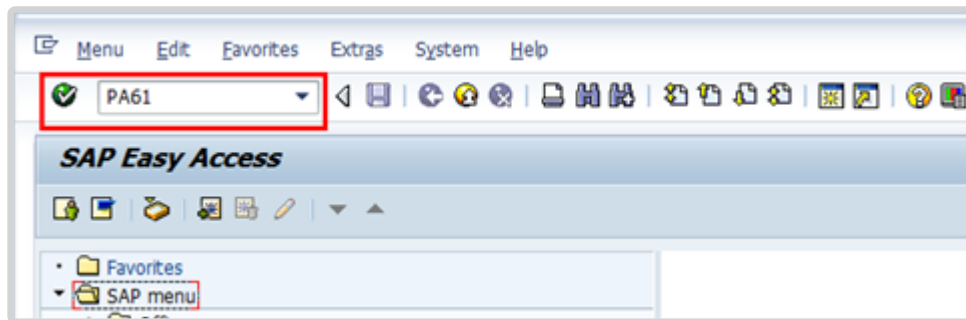 Menu Edit Favorites Extras System Help
PA61
SAP Easy Access
Favorites
SAP menu